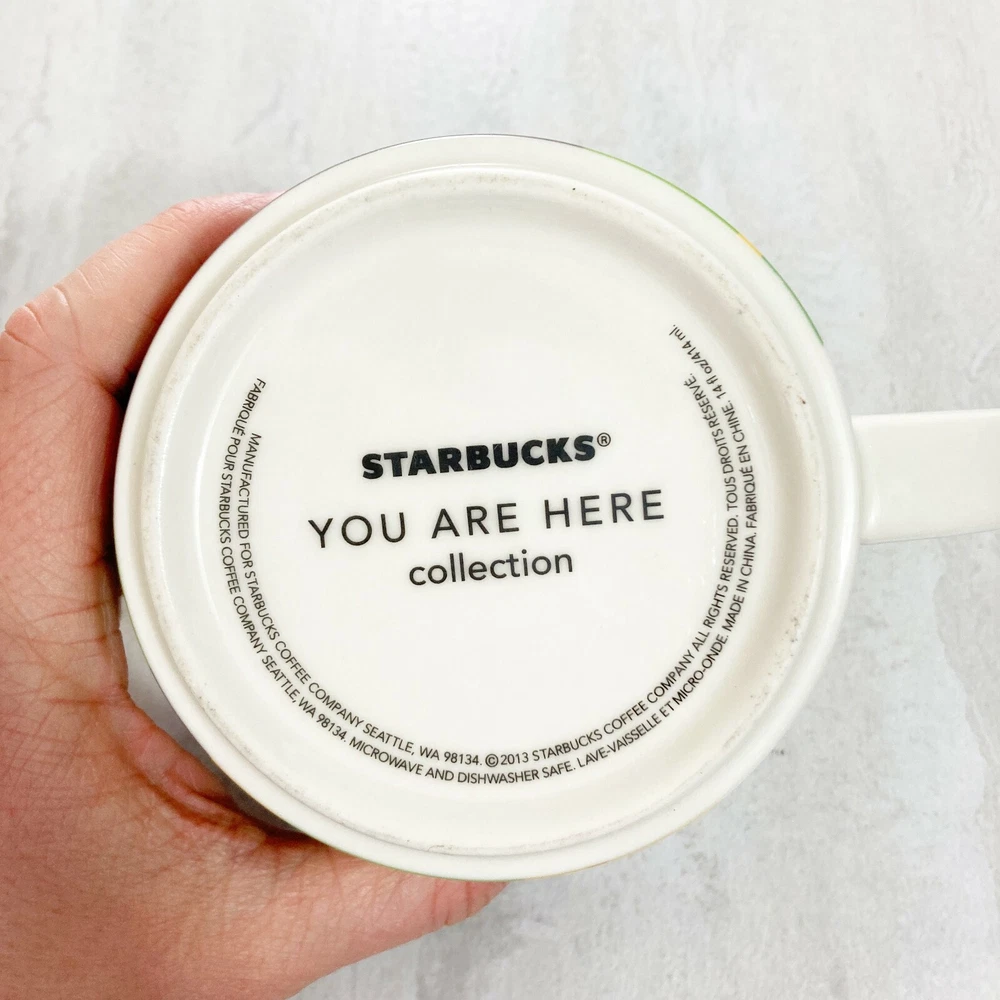 STARBUCKS®
YOU ARE HERE
collection
MANUFACTURED FOR STARBUCKS COFFEE COMPANY SEATTLE, WA 98134. ©2013 STARBUCKS COFFEE COMPANY ALL RIGHTS RESERVED. TOUS DROITS RÉSERVÉ.
FABRIQUÉ POUR STARBUCKS COFFEE COMPANY SEATTLE, WA 98134. MICROWAVE AND DISHWASHER SAFE. LAVE-VAISSELLE ET MICRO-ONDE. MADE IN CHINA. FABRIQUÉ EN CHINE. 14 fl oz/414 ml.